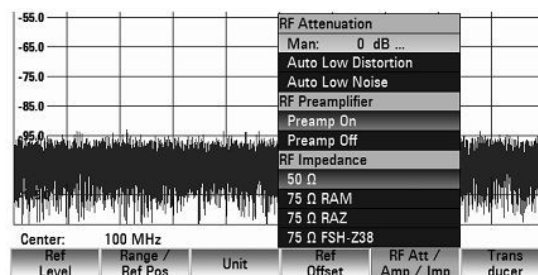 -55.0
-65.0
-75.0
-85.0
-95.0
RF Attenuation
Man: 0 dB ...
Auto Low Distortion
Auto Low Noise
RF Preamplifier
Preamp On
Preamp Off
RF Impedance
50 Ω
75 Ω RAM
75 Ω RAZ
75 Ω FSH-Z38
Center: 100 MHz
Ref Level
Range / Ref Pos
Unit
Ref Offset
RF Att / Amp / Imp
Trans ducer